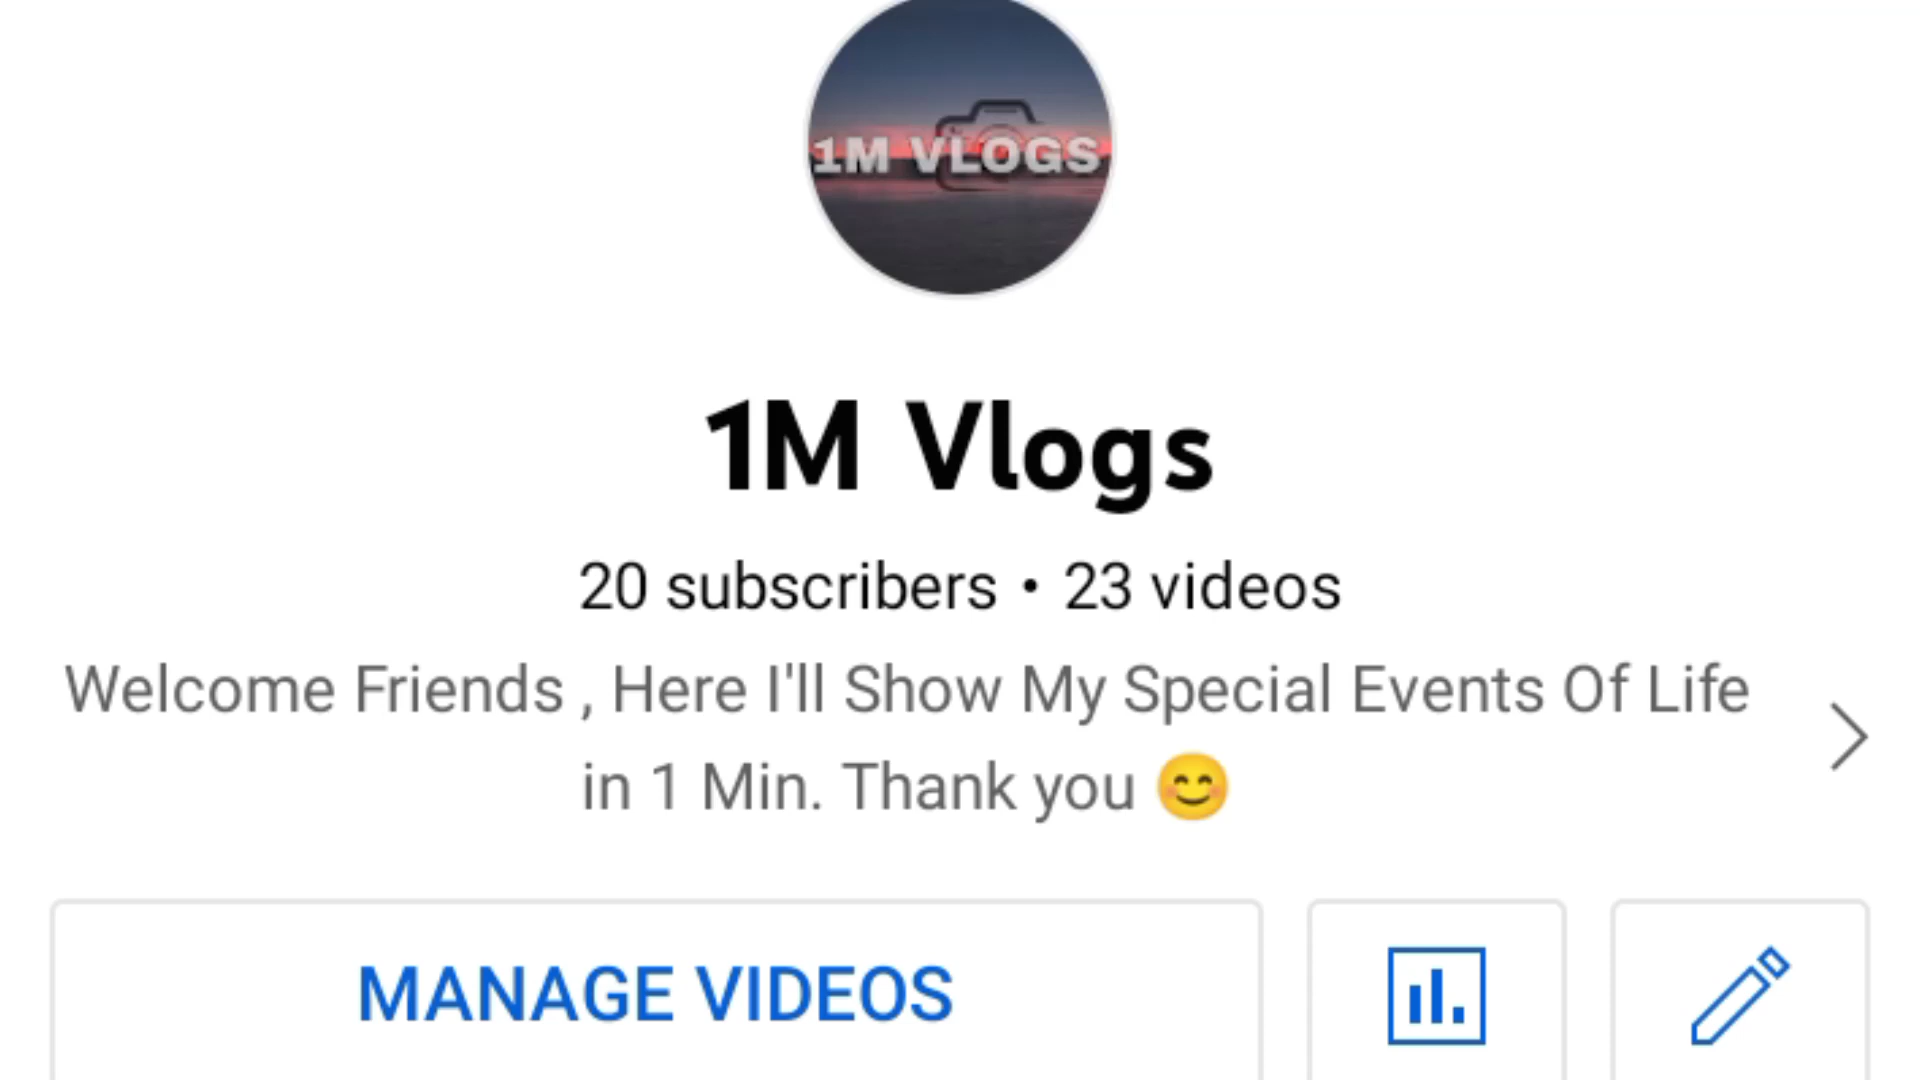 1M VLOGS
1M Vlogs
20 subscribers • 23 videos
Welcome Friends , Here I'll Show My Special Events Of Life
in 1 Min. Thank you 😊
MANAGE VIDEOS